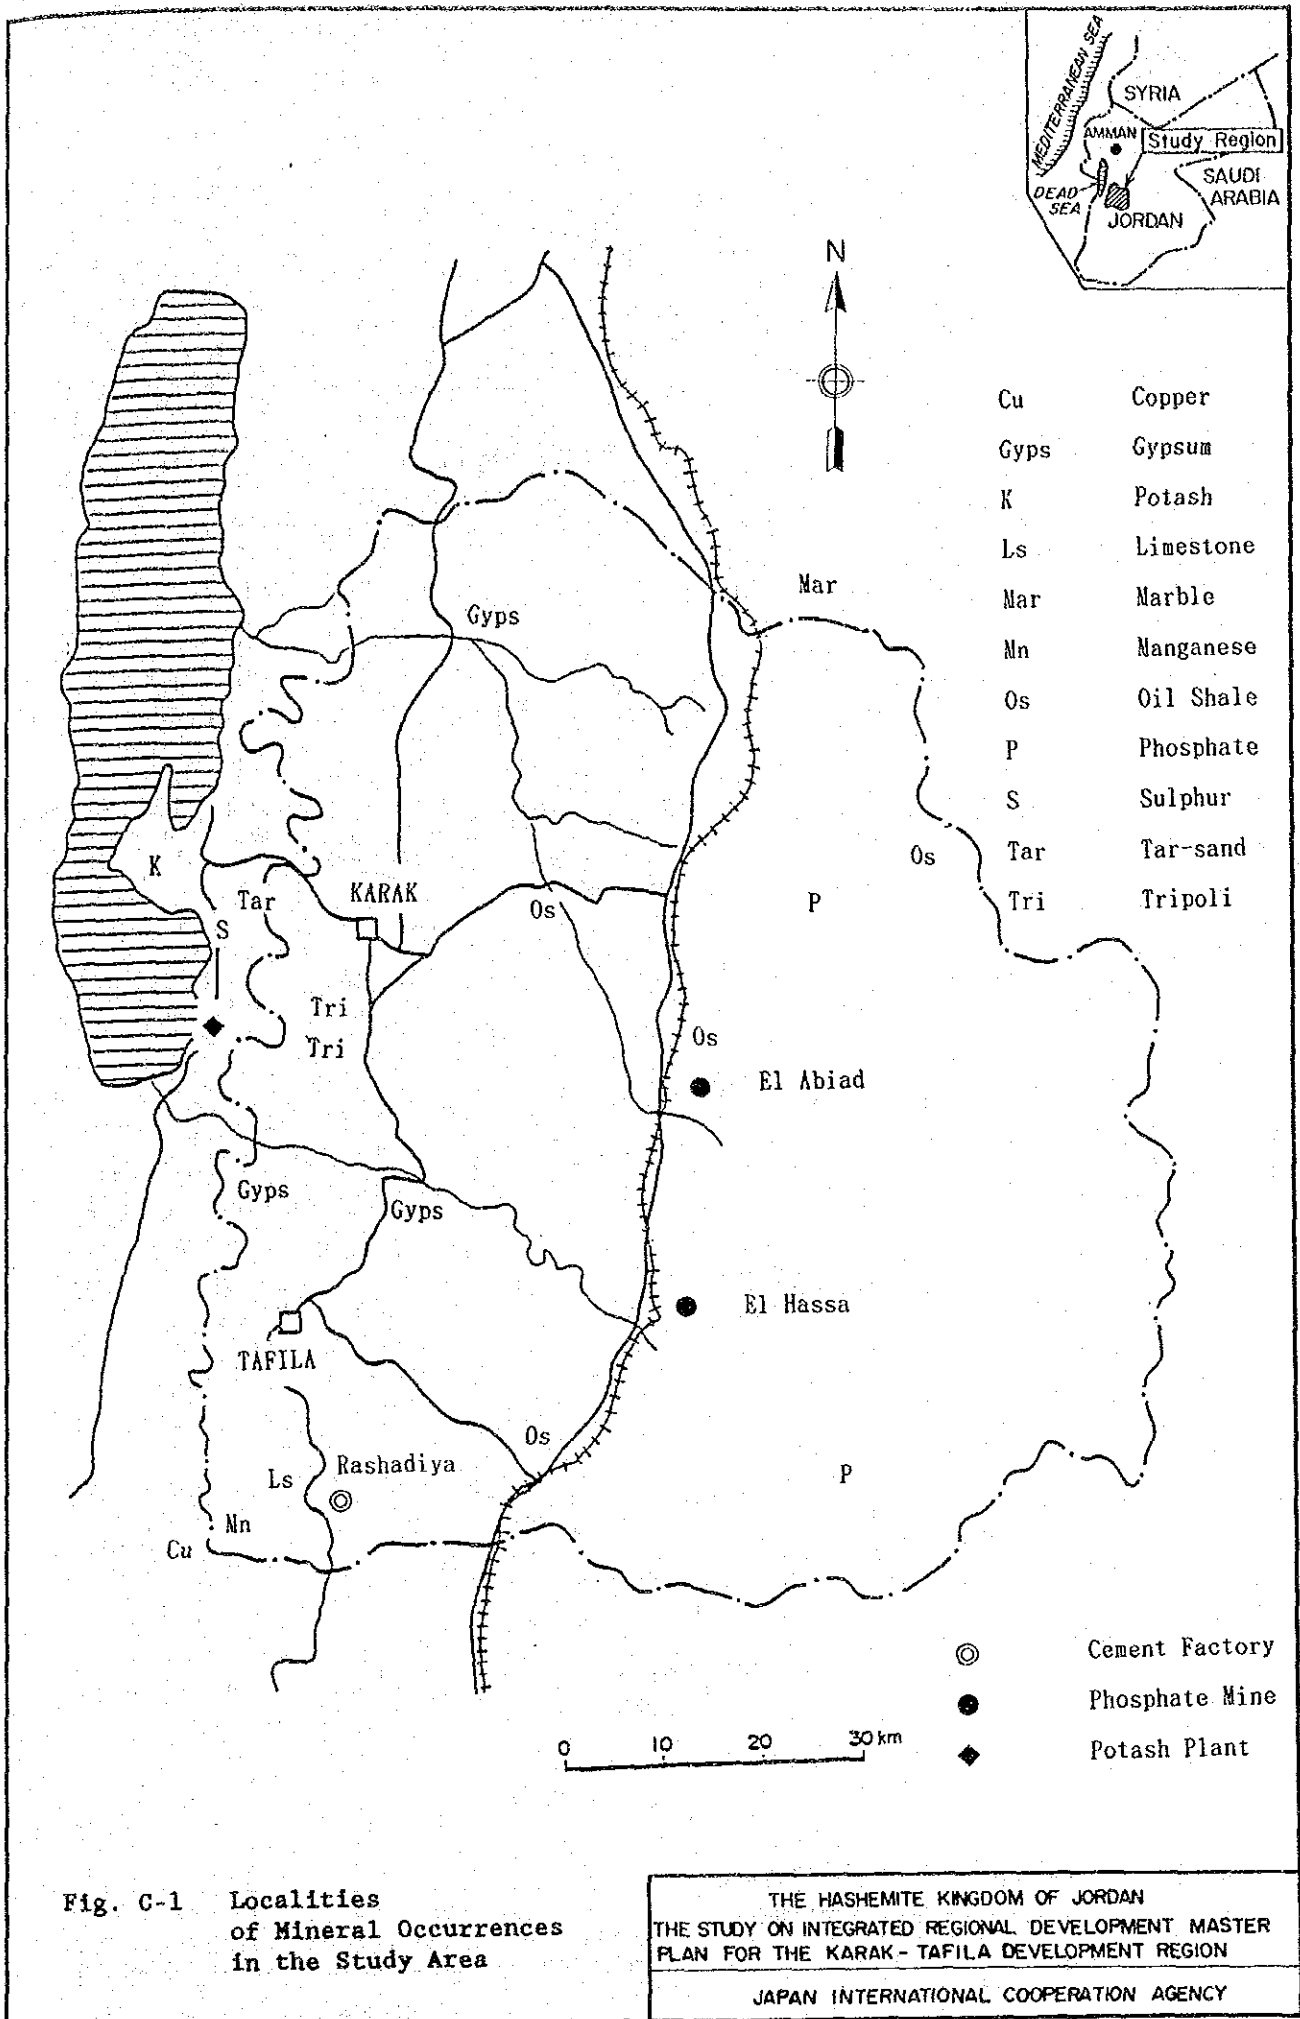 MEDITERRANEAN SEA
SYRIA
AMMAN
Study Region
DEAD
SEA
SAUDI
ARABIA
JORDAN
N
Cu Copper
Gyps Gypsum
K Potash
Ls Limestone
Mar Marble
Mn Manganese
Os Oil Shale
P Phosphate
S Sulphur
Tar Tar-sand
Tri Tripoli
Mar
Gyps
Os
K
Tar
KARAK
Os
P
S
Tri
Tri
Os
El Abiad
Gyps
Gyps
El Hassa
TAFILA
Os
Ls
Rashadiya
P
Mn
Cu
Cement Factory
Phosphate Mine
Potash Plant
0 10 20 30 km
Fig. C-1 Localities
of Mineral Occurrences
in the Study Area
THE HASHEMITE KINGDOM OF JORDAN
THE STUDY ON INTEGRATED REGIONAL DEVELOPMENT MASTER
PLAN FOR THE KARAK - TAFILA DEVELOPMENT REGION
JAPAN INTERNATIONAL COOPERATION AGENCY